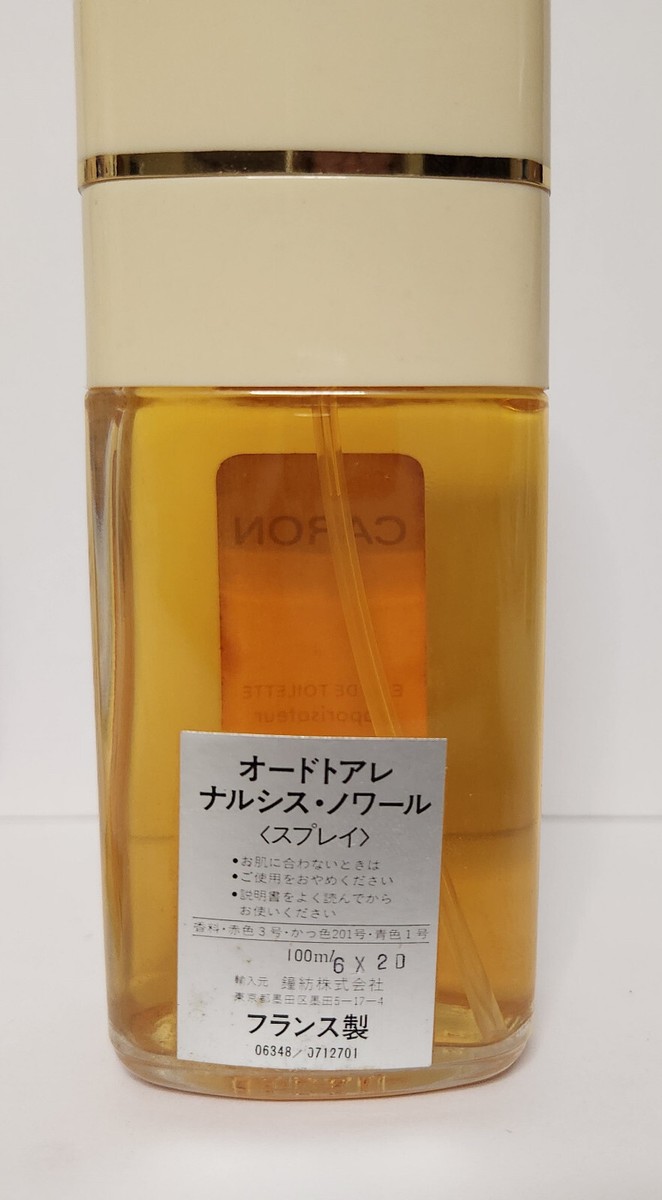 CARON
EAU DE TOILETTE
vaporisateur
オードトアレ
ナルシス・ノワール
〈スプレイ〉
•お肌に合わないときは
•ご使用をおやめください
•説明書をよく読んでから
お使いください
香料・赤色3号・かっ色201号・青色1号
100ml 6 X 2 D
輸入元 鐘紡株式会社
東京都墨田区墨田5—17—4
フランス製
06348/0712701